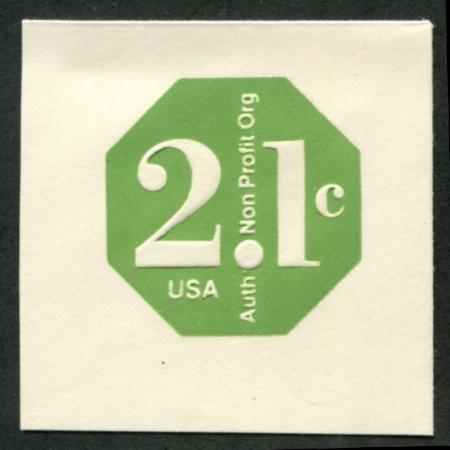 2.1c
USA
Auth Non Profit Org